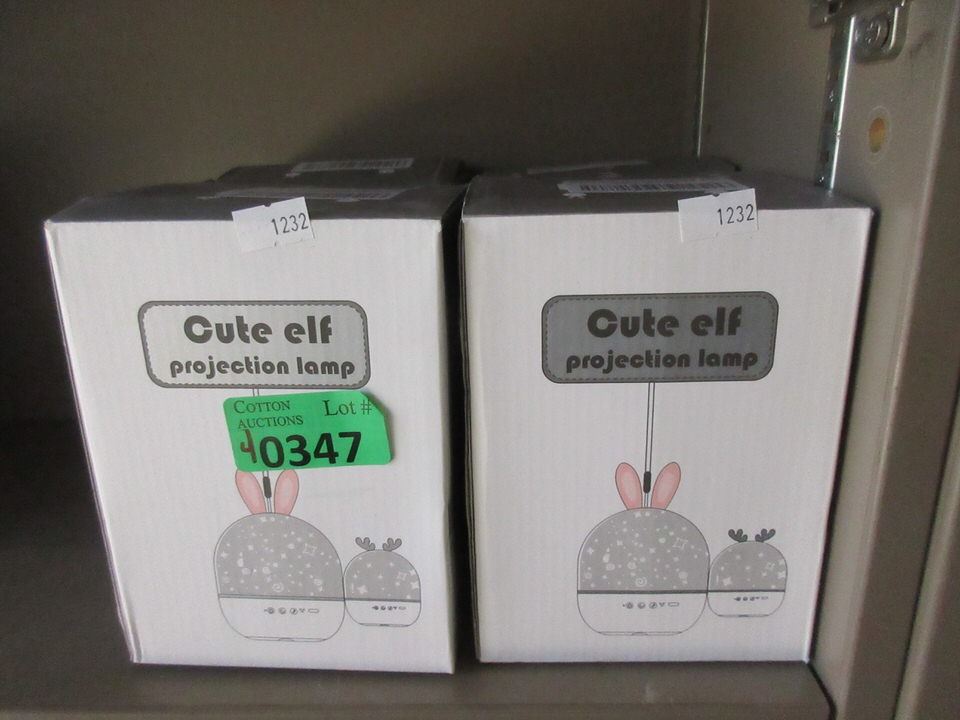 1232
Cute elf
projection lamp
COTTON
AUCTIONS
Lot #
40347
1232
Cute elf
projection lamp